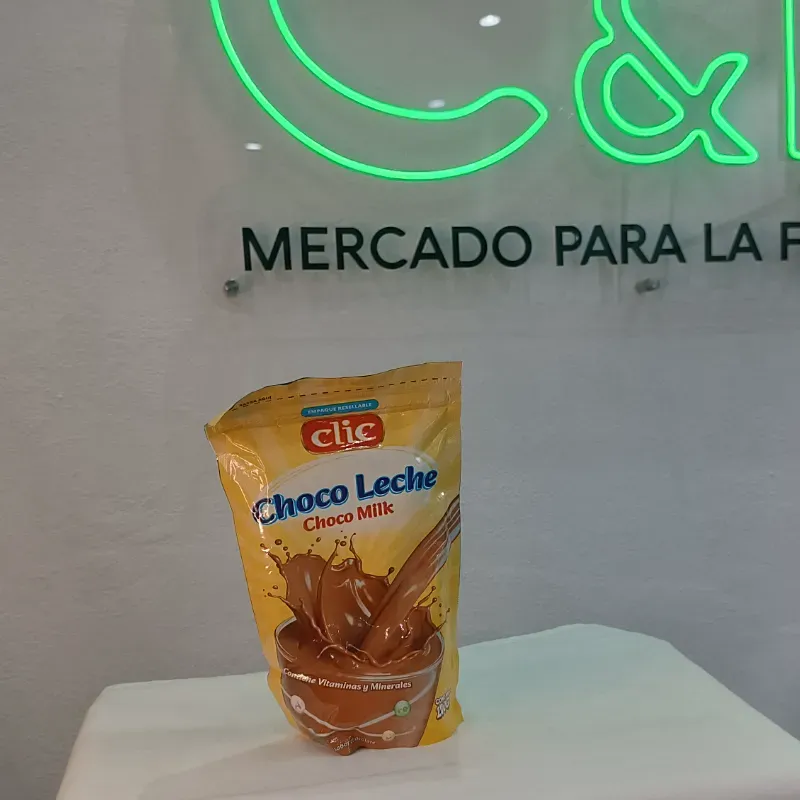 C&
MERCADO PARA LA F
EMPAQUE RESELLABLE
clic
Choco Leche
Choco Milk
Contiene Vitaminas y Minerales